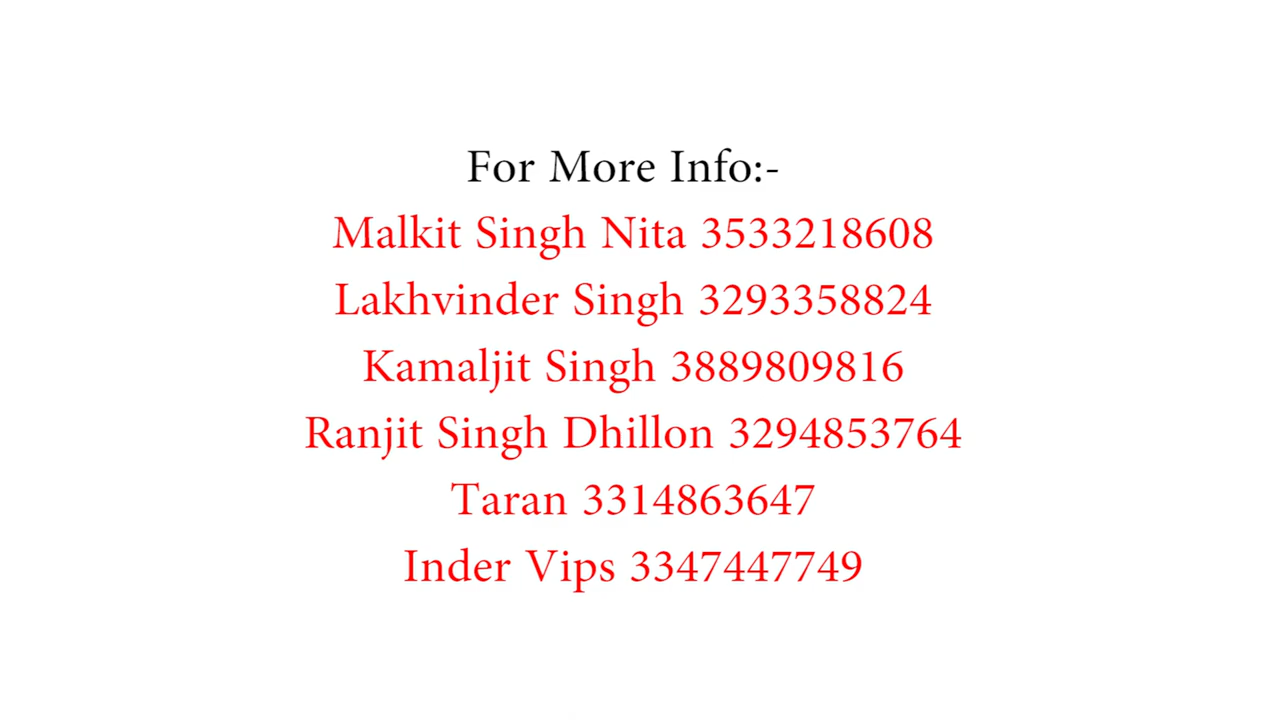 For More Info:-
Malkit Singh Nita 3533218608
Lakhvinder Singh 3293358824
Kamaljit Singh 3889809816
Ranjit Singh Dhillon 3294853764
Taran 3314863647
Inder Vips 3347447749